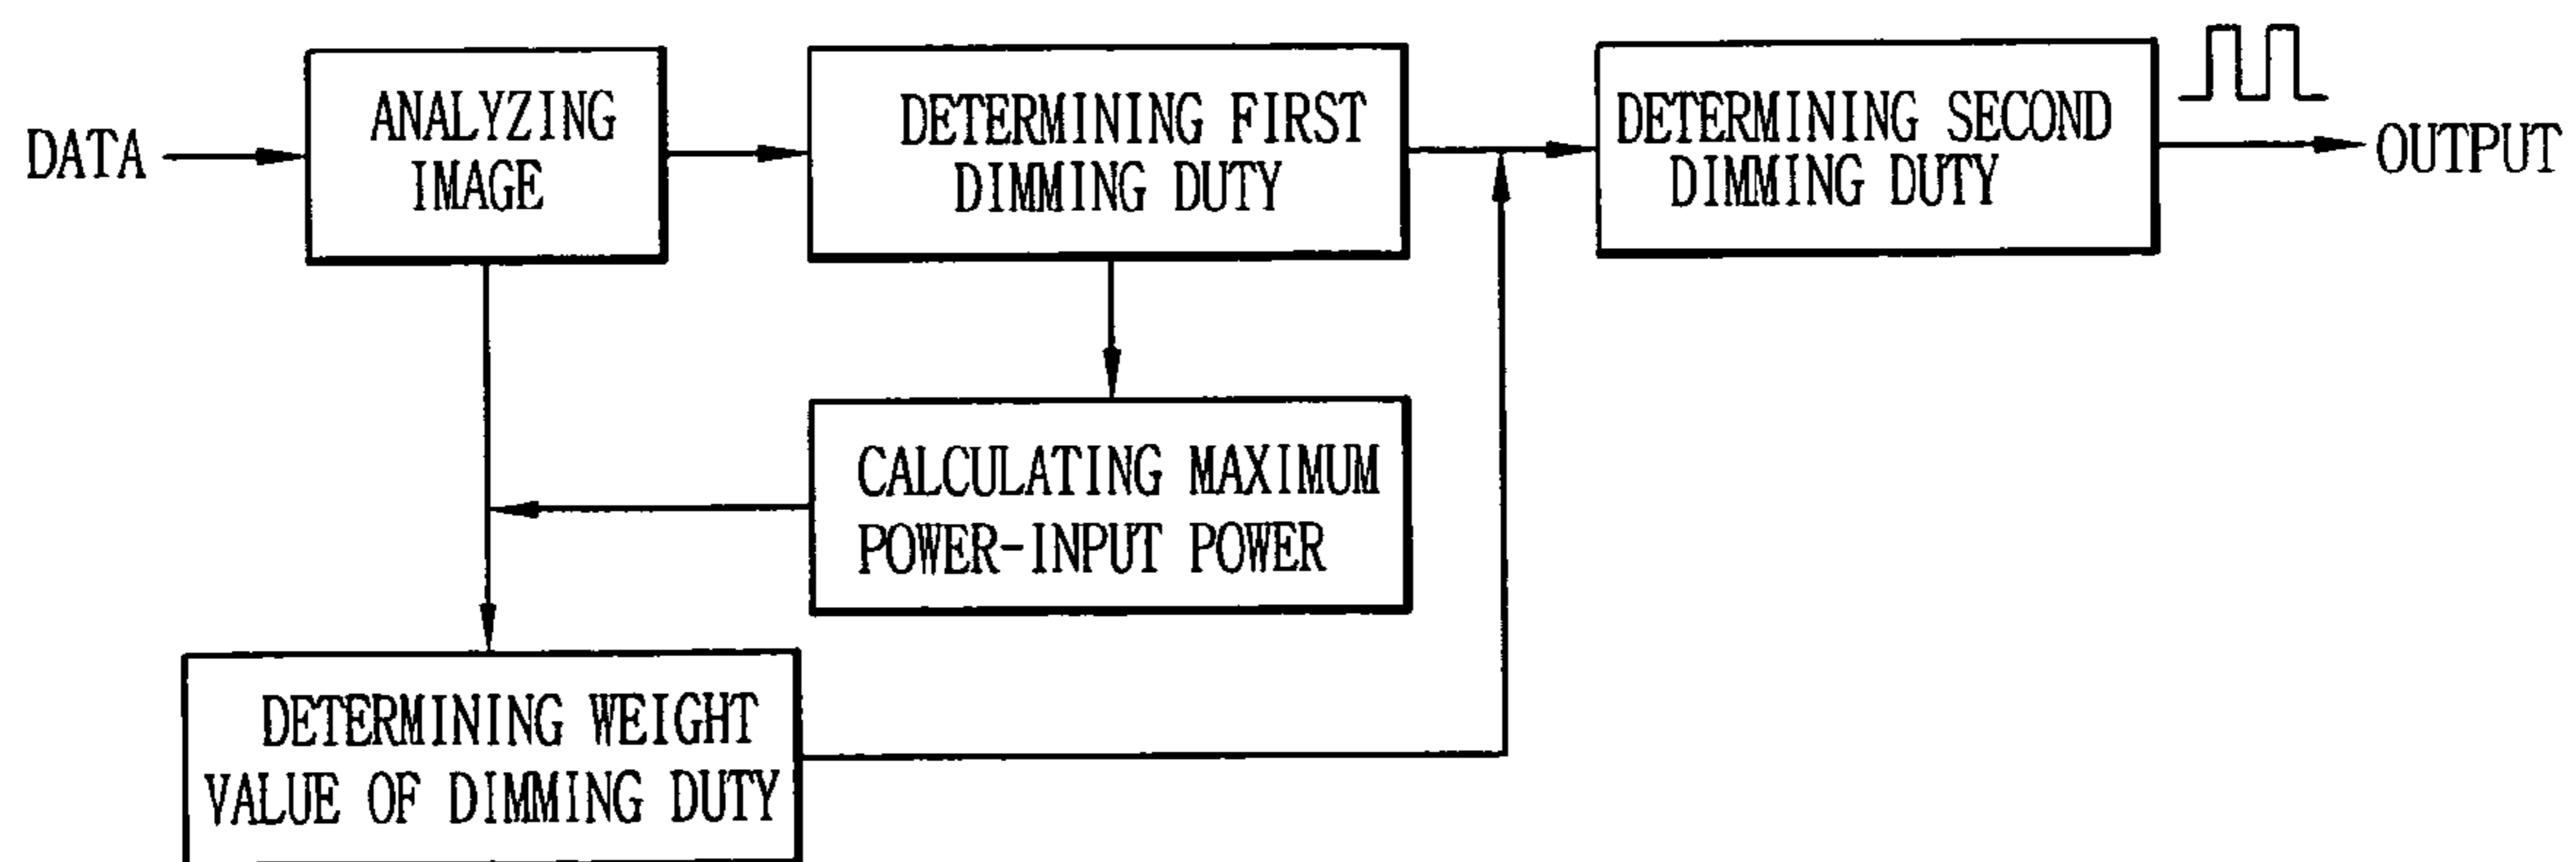 DATA
ANALYZING
IMAGE
DETERMINING FIRST
DIMMING DUTY
DETERMINING SECOND
DIMMING DUTY
OUTPUT
CALCULATING MAXIMUM
POWER-INPUT POWER
DETERMINING WEIGHT
VALUE OF DIMMING DUTY